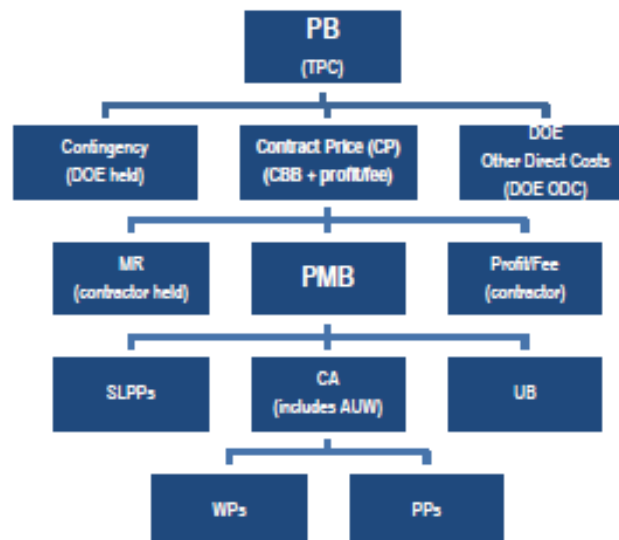 PB
(TPC)
Contingency
(DOE held)
Contract Price (CP)
(CBB + profit/fee)
DOE
Other Direct Costs
(DOE ODC)
MR
(contractor held)
PMB
Profit/Fee
(contractor)
SLPPs
CA
(includes AUW)
UB
WPs
PPs